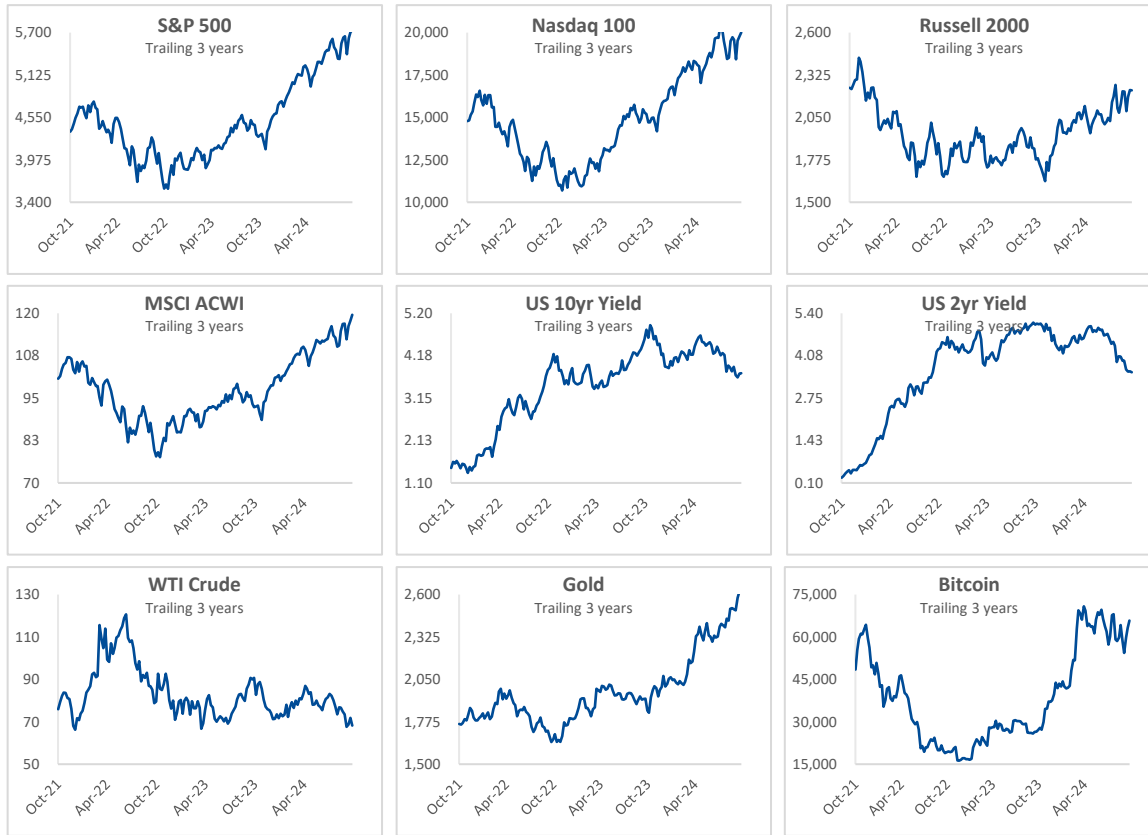 S&P 500
Trailing 3 years
5,700
5,125
4,550
3,975
3,400
Oct-21
Apr-22
Oct-22
Apr-23
Oct-23
Apr-24
Nasdaq 100
Trailing 3 years
20,000
17,500
15,000
12,500
10,000
Oct-21
Apr-22
Oct-22
Apr-23
Oct-23
Apr-24
Russell 2000
Trailing 3 years
2,600
2,325
2,050
1,775
1,500
Oct-21
Apr-22
Oct-22
Apr-23
Oct-23
Apr-24
MSCI ACWI
Trailing 3 years
120
108
95
83
70
Oct-21
Apr-22
Oct-22
Apr-23
Oct-23
Apr-24
US 10yr Yield
Trailing 3 years
5.20
4.18
3.15
2.13
1.10
Oct-21
Apr-22
Oct-22
Apr-23
Oct-23
Apr-24
US 2yr Yield
Trailing 3 years
5.40
4.08
2.75
1.43
0.10
Oct-21
Apr-22
Oct-22
Apr-23
Oct-23
Apr-24
WTI Crude
Trailing 3 years
130
110
90
70
50
Oct-21
Apr-22
Oct-22
Apr-23
Oct-23
Apr-24
Gold
Trailing 3 years
2,600
2,325
2,050
1,775
1,500
Oct-21
Apr-22
Oct-22
Apr-23
Oct-23
Apr-24
Bitcoin
Trailing 3 years
75,000
60,000
45,000
30,000
15,000
Oct-21
Apr-22
Oct-22
Apr-23
Oct-23
Apr-24